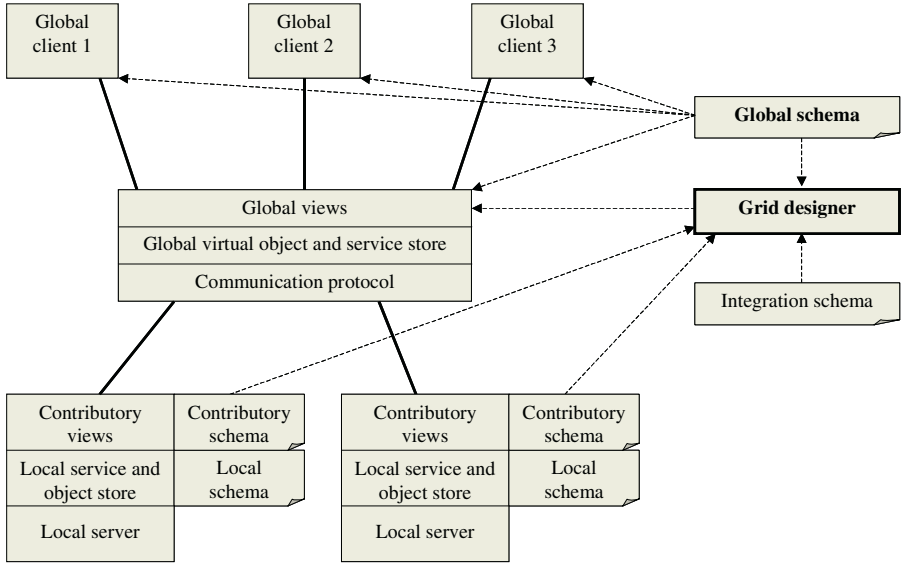 Global
client 1
Global
client 2
Global
client 3
Global schema
Global views
Grid designer
Global virtual object and service store
Communication protocol
Integration schema
Contributory
views
Contributory
schema
Local service and
object store
Local
schema
Local server
Contributory
views
Contributory
schema
Local service and
object store
Local
schema
Local server